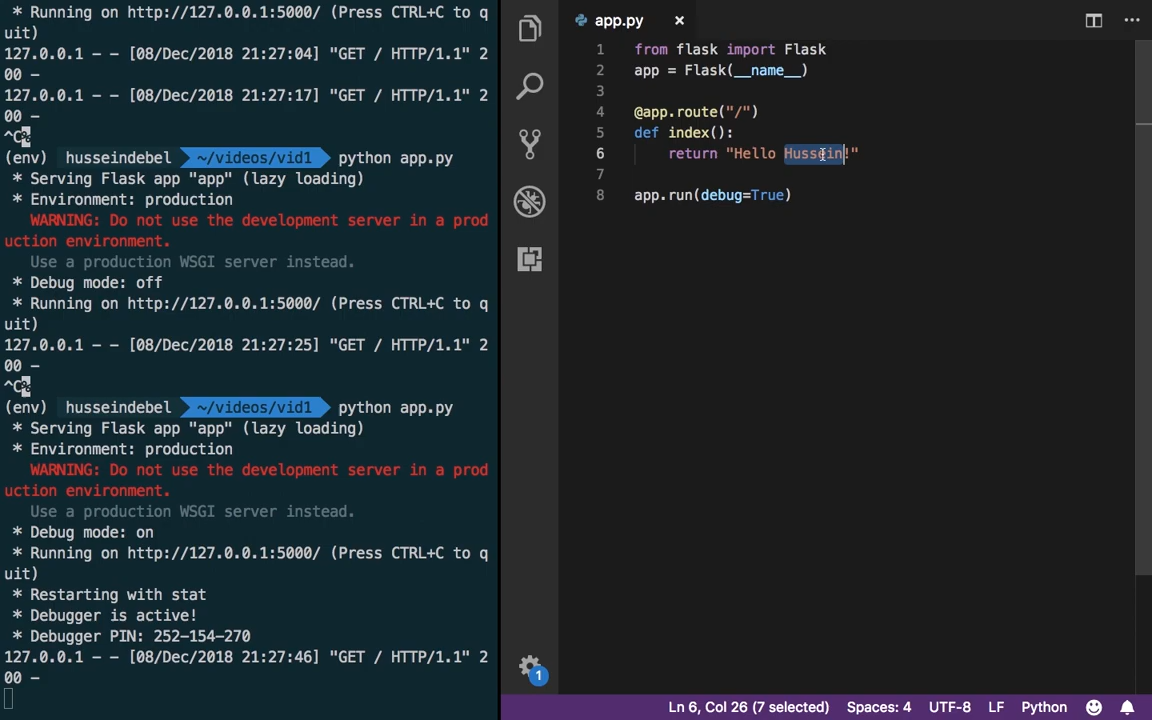 * Running on http://127.0.0.1:5000/ (Press CTRL+C to q
uit)
127.0.0.1 - - [08/Dec/2018 21:27:04] "GET / HTTP/1.1" 2
00 -
127.0.0.1 - - [08/Dec/2018 21:27:17] "GET / HTTP/1.1" 2
00 -
^C%
(env) husseindebel ~/videos/vid1 python app.py
* Serving Flask app "app" (lazy loading)
* Environment: production
WARNING: Do not use the development server in a prod
uction environment.
Use a production WSGI server instead.
* Debug mode: off
* Running on http://127.0.0.1:5000/ (Press CTRL+C to q
uit)
127.0.0.1 - - [08/Dec/2018 21:27:25] "GET / HTTP/1.1" 2
00 -
^C%
(env) husseindebel ~/videos/vid1 python app.py
* Serving Flask app "app" (lazy loading)
* Environment: production
WARNING: Do not use the development server in a prod
uction environment.
Use a production WSGI server instead.
* Debug mode: on
* Running on http://127.0.0.1:5000/ (Press CTRL+C to q
uit)
* Restarting with stat
* Debugger is active!
* Debugger PIN: 252-154-270
127.0.0.1 - - [08/Dec/2018 21:27:46] "GET / HTTP/1.1" 2
00 -
app.py
1 from flask import Flask
2 app = Flask(__name__)
3
4 @app.route("/")
5 def index():
6 return "Hello Hussein!"
7
8 app.run(debug=True)
1
Ln 6, Col 26 (7 selected) Spaces: 4 UTF-8 LF Python